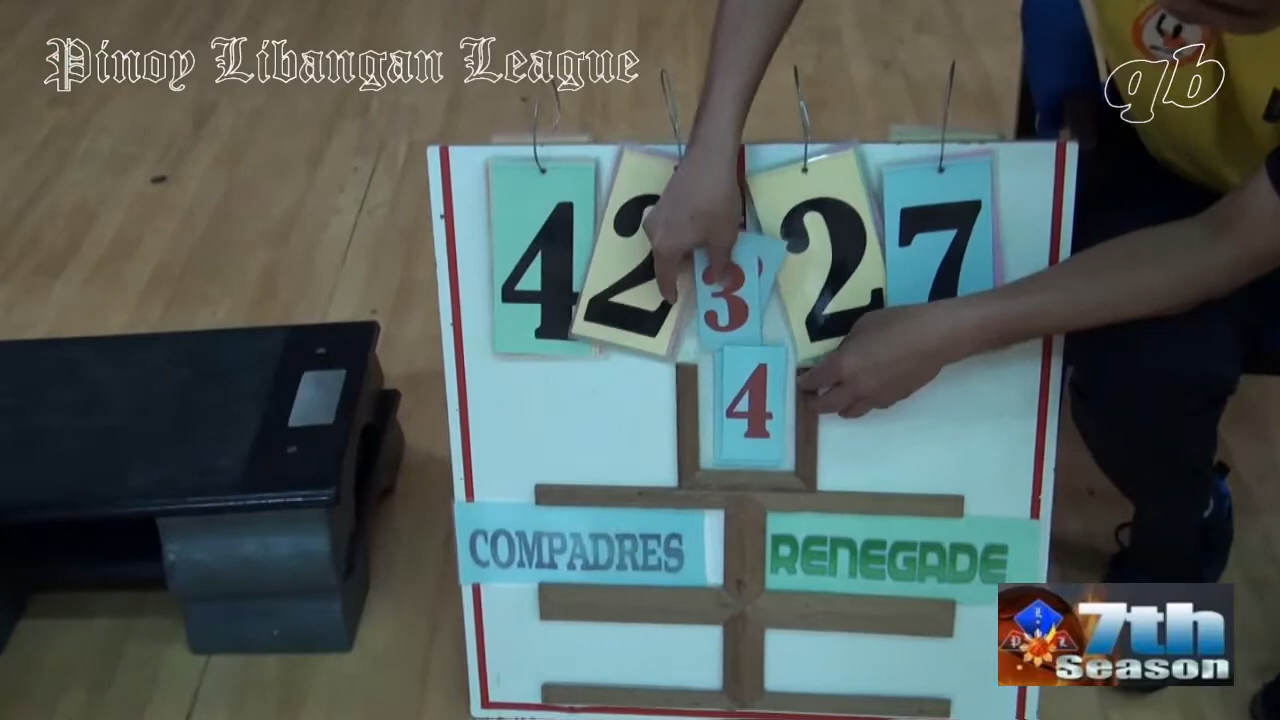 Pinoy Libangan League
qb
42 27
3
4
COMPADRES RENEGADE
7th
Season